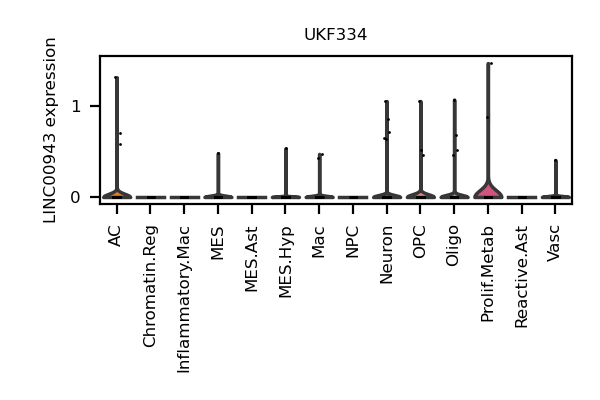 UKF334
LINC00943 expression
1
0
AC
Chromatin.Reg
Inflammatory.Mac
MES
MES.Ast
MES.Hyp
Mac
NPC
Neuron
OPC
Oligo
Prolif.Metab
Reactive.Ast
Vasc